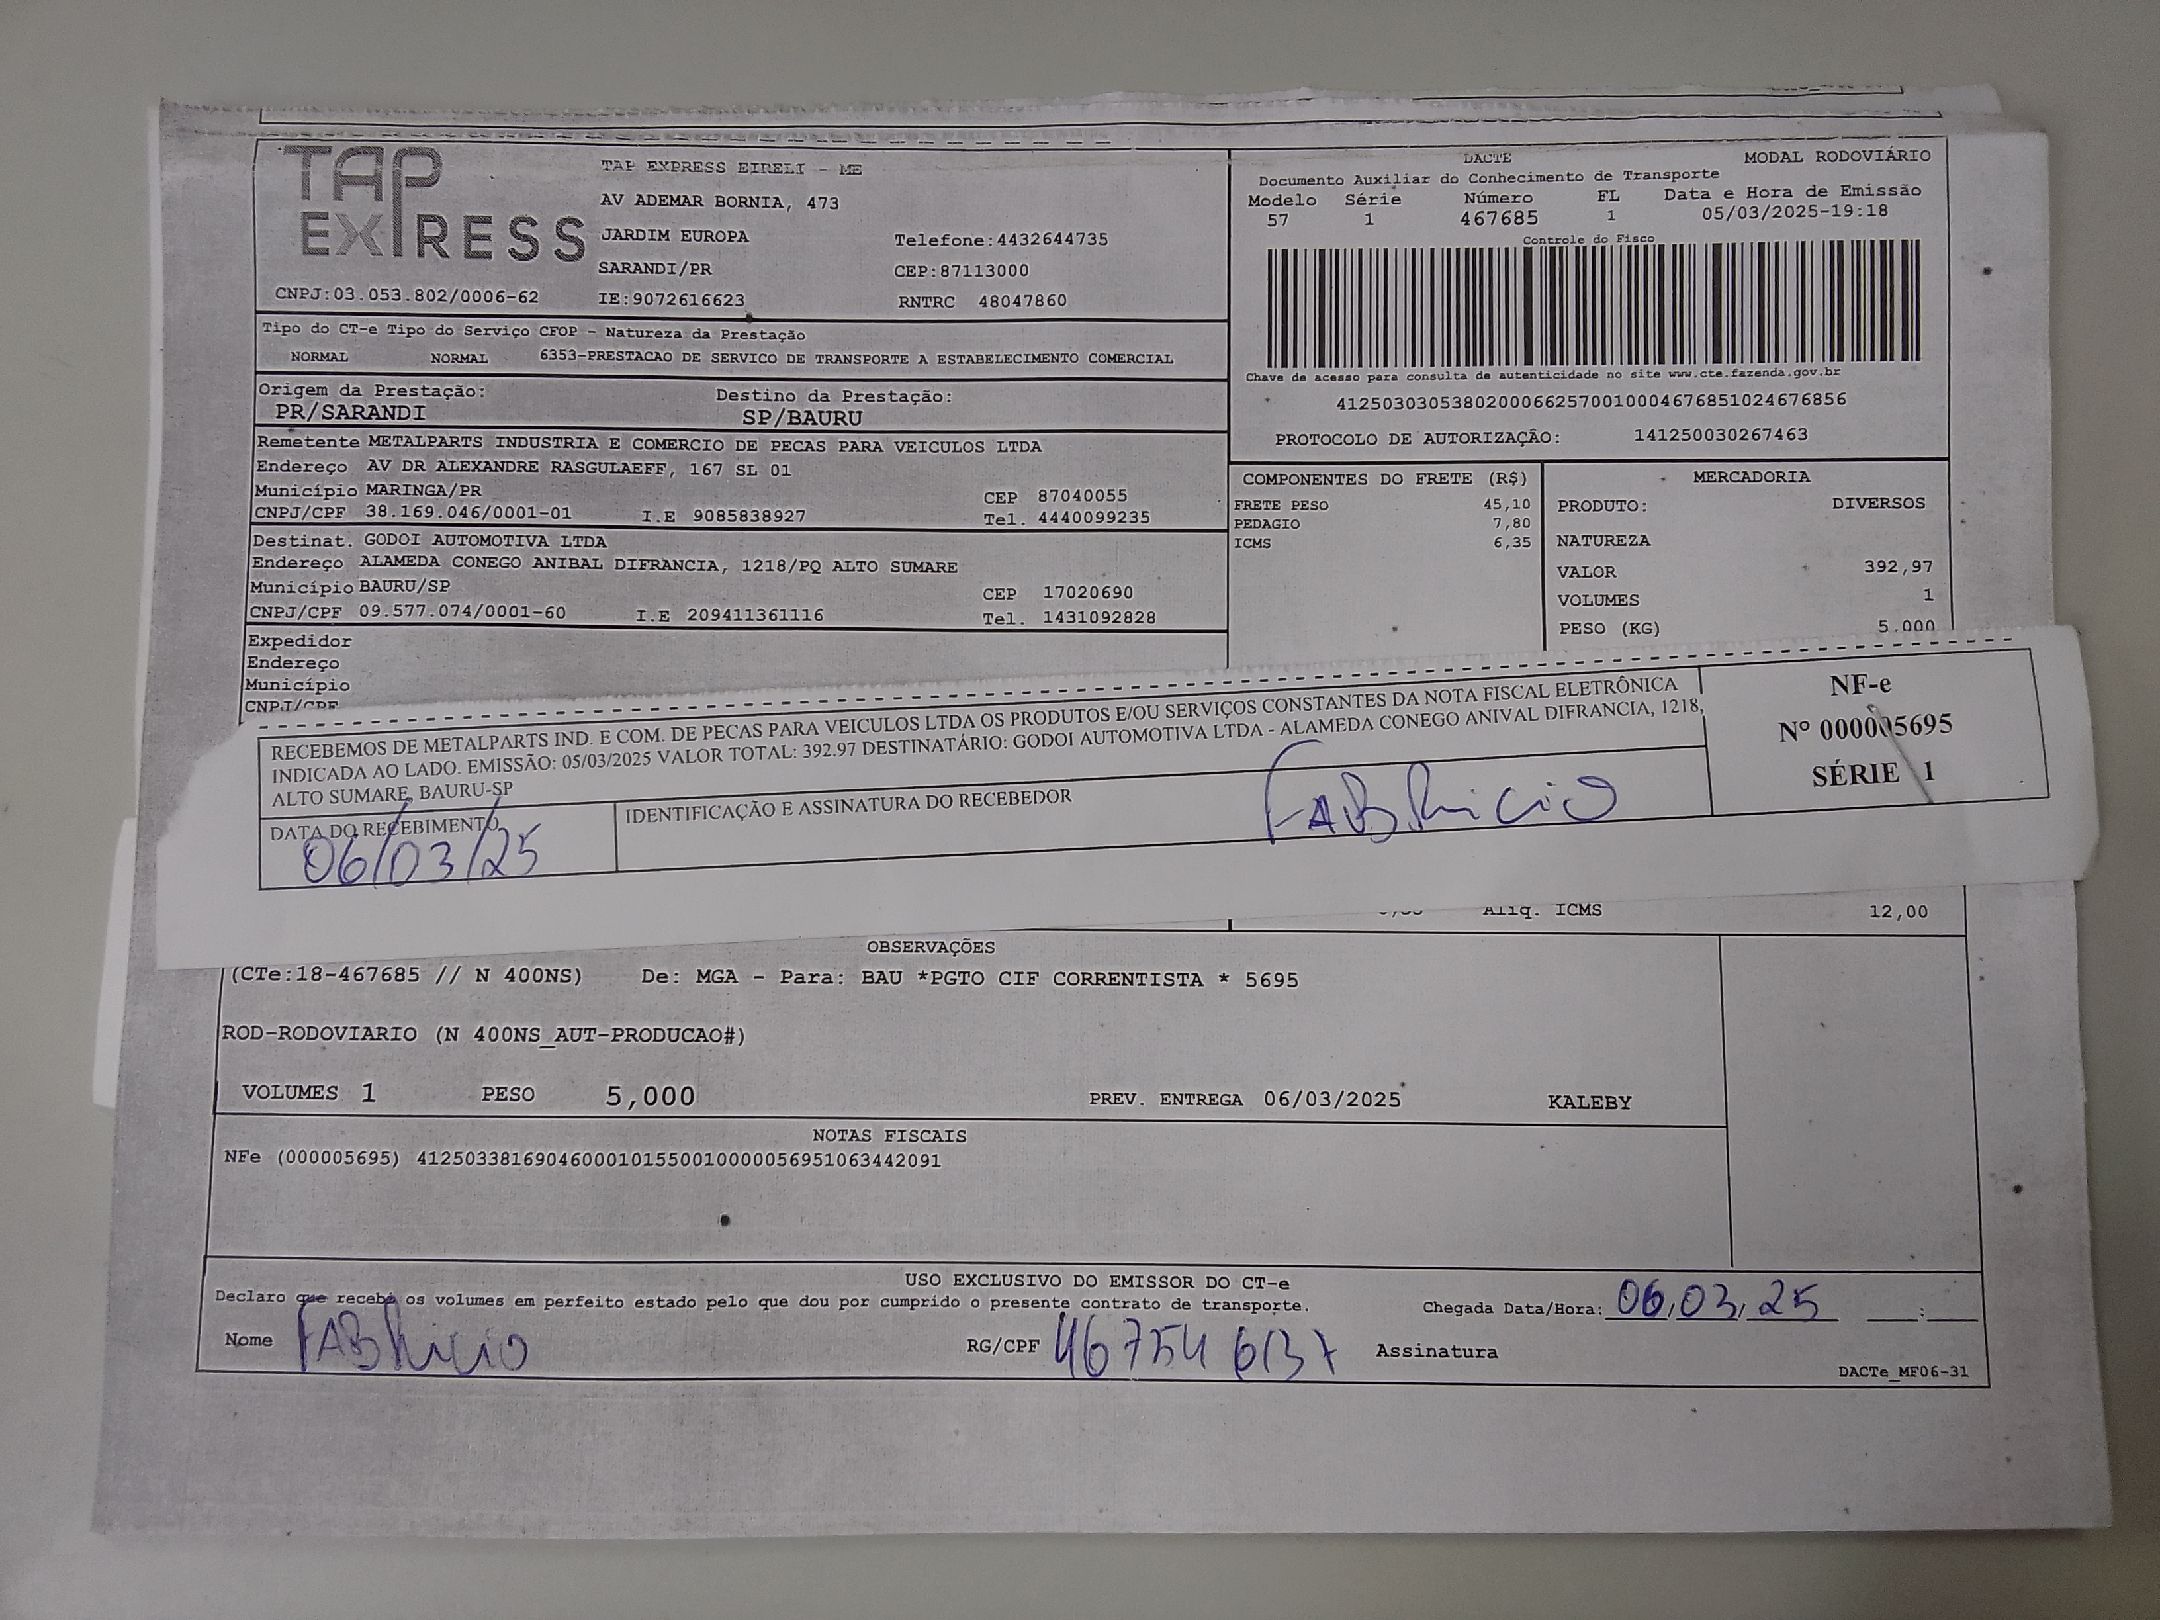 TAP EXPRESS
TAP EXPRESS EIRELI - ME
AV ADEMAR BORNIA, 473
JARDIM EUROPA Telefone:4432644735
SARANDI/PR CEP:87113000
CNPJ:03.053.802/0006-62 IE:9072616623 RNTRC 48047860
DACTE MODAL RODOVIÁRIO
Documento Auxiliar do Conhecimento de Transporte
Modelo Série Número FL Data e Hora de Emissão
57 1 467685 1 05/03/2025-19:18
Controle do Fisco
Chave de acesso para consulta de autenticidade no site www.cte.fazenda.gov.br
41250303053802000662570010004676851024676856
PROTOCOLO DE AUTORIZAÇÃO: 141250030267463
Tipo do CT-e Tipo do Serviço CFOP - Natureza da Prestação
NORMAL NORMAL 6353-PRESTACAO DE SERVICO DE TRANSPORTE A ESTABELECIMENTO COMERCIAL
Origem da Prestação: Destino da Prestação:
PR/SARANDI SP/BAURU
Remetente METALPARTS INDUSTRIA E COMERCIO DE PECAS PARA VEICULOS LTDA
Endereço AV DR ALEXANDRE RASGULAEFF, 167 SL 01
Município MARINGA/PR CEP 87040055
CNPJ/CPF 38.169.046/0001-01 I.E 9085838927 Tel. 4440099235
Destinat. GODOI AUTOMOTIVA LTDA
Endereço ALAMEDA CONEGO ANIBAL DIFRANCIA, 1218/PQ ALTO SUMARE
Município BAURU/SP CEP 17020690
CNPJ/CPF 09.577.074/0001-60 I.E 209411361116 Tel. 1431092828
Expedidor
Endereço
Município
CNPJ/CPF
COMPONENTES DO FRETE (R$)
FRETE PESO 45,10
PEDAGIO 7,80
ICMS 6,35
MERCADORIA
PRODUTO: DIVERSOS
NATUREZA
VALOR 392,97
VOLUMES 1
PESO (KG) 5.000
RECEBEMOS DE METALPARTS IND. E COM. DE PECAS PARA VEICULOS LTDA OS PRODUTOS E/OU SERVIÇOS CONSTANTES DA NOTA FISCAL ELETRÔNICA
INDICADA AO LADO. EMISSÃO: 05/03/2025 VALOR TOTAL: 392.97 DESTINATÁRIO: GODOI AUTOMOTIVA LTDA - ALAMEDA CONEGO ANIVAL DIFRANCIA, 1218,
ALTO SUMARE, BAURU-SP
DATA DO RECEBIMENTO IDENTIFICAÇÃO E ASSINATURA DO RECEBEDOR
06/03/25 FABRICIO
NF-e
Nº 000005695
SÉRIE 1
Aliq. ICMS 12,00
OBSERVAÇÕES
(CTe:18-467685 // N 400NS) De: MGA - Para: BAU *PGTO CIF CORRENTISTA * 5695
ROD-RODOVIARIO (N 400NS_AUT-PRODUCAO#)
VOLUMES 1 PESO 5,000 PREV. ENTREGA 06/03/2025 KALEBY
NOTAS FISCAIS
NFe (000005695) 41250338169046000101550010000056951063442091
USO EXCLUSIVO DO EMISSOR DO CT-e
Declaro que recebi os volumes em perfeito estado pelo que dou por cumprido o presente contrato de transporte. Chegada Data/Hora: 06/03/25 :
Nome FABRICIO RG/CPF Assinatura
DACTe_MF06-31